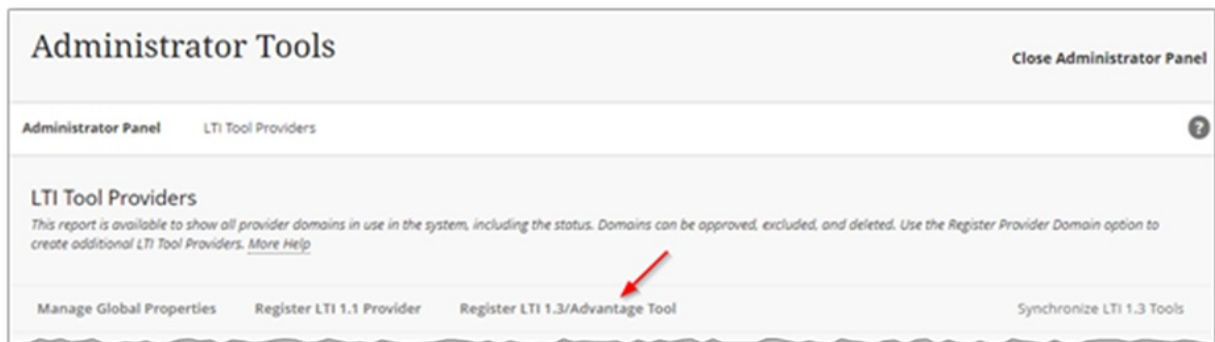 Administrator Tools
Close Administrator Panel
Administrator Panel LTI Tool Providers ?
LTI Tool Providers
This report is available to show all provider domains in use in the system, including the status. Domains can be approved, excluded, and deleted. Use the Register Provider Domain option to
create additional LTI Tool Providers. More Help
Manage Global Properties Register LTI 1.1 Provider Register LTI 1.3/Advantage Tool Synchronize LTI 1.3 Tools